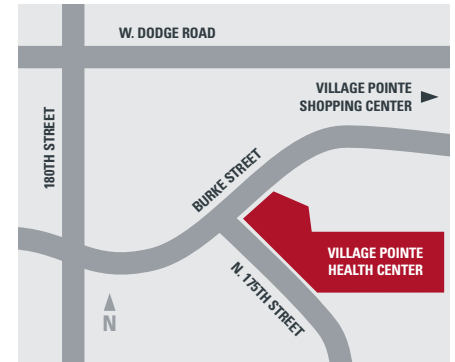 W. DODGE ROAD
VILLAGE POINTE
SHOPPING CENTER
180TH STREET
BURKE STREET
VILLAGE POINTE
HEALTH CENTER
N. 175TH STREET
N